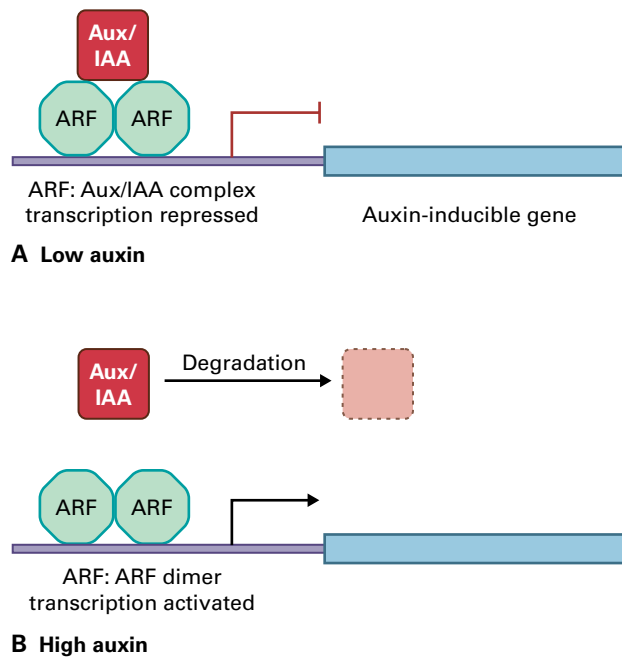 Aux/
IAA
ARF ARF
ARF: Aux/IAA complex
transcription repressed
Auxin-inducible gene
A Low auxin
Aux/
IAA
Degradation
ARF ARF
ARF: ARF dimer
transcription activated
B High auxin